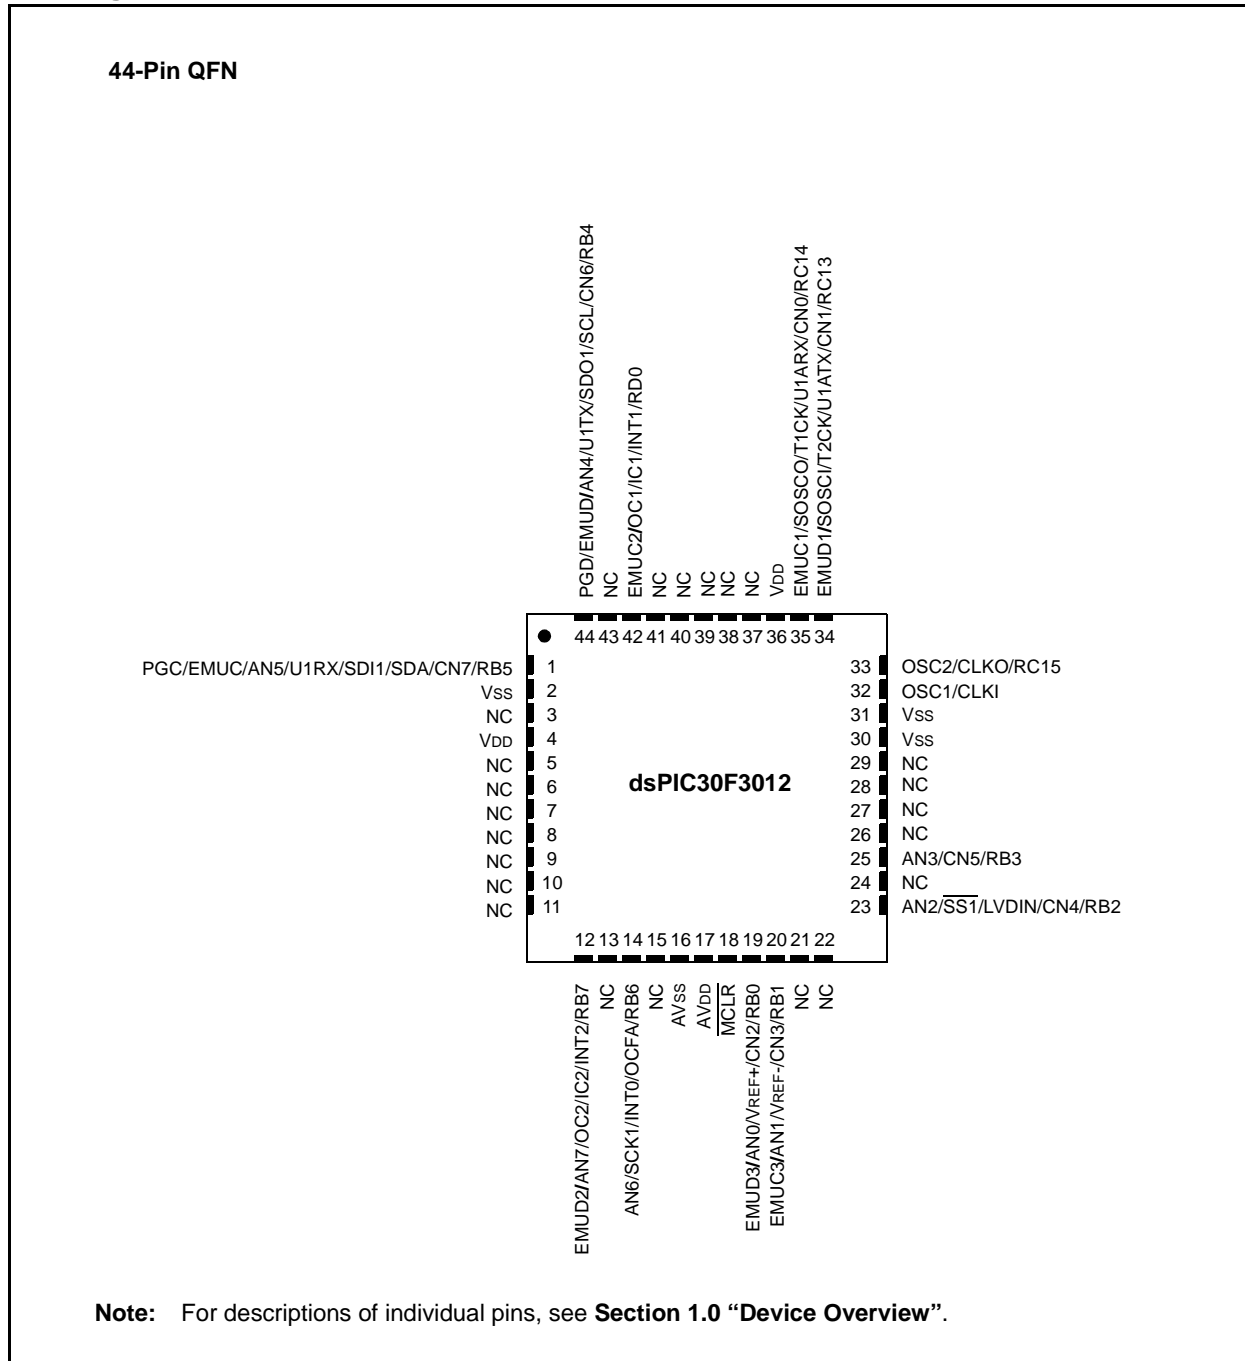 44-Pin QFN
PGD/EMUD/AN4/U1TX/SDO1/SCL/CN6/RB4
NC
EMUC2/OC1/IC1/INT1/RD0
NC
NC
NC
NC
NC
VDD
EMUC1/SOSCO/T1CK/U1ARX/CN0/RC14
EMUD1/SOSCI/T2CK/U1ATX/CN1/RC13
44 43 42 41 40 39 38 37 36 35 34
PGC/EMUC/AN5/U1RX/SDI1/SDA/CN7/RB5 1
Vss 2
NC 3
VDD 4
NC 5
NC 6
NC 7
NC 8
NC 9
NC 10
NC 11
dsPIC30F3012
33 OSC2/CLKO/RC15
32 OSC1/CLKI
31 Vss
30 Vss
29 NC
28 NC
27 NC
26 NC
25 AN3/CN5/RB3
24 NC
23 AN2/SS1/LVDIN/CN4/RB2
12 13 14 15 16 17 18 19 20 21 22
EMUD2/AN7/OC2/IC2/INT2/RB7
NC
AN6/SCK1/INT0/OCFA/RB6
NC
AVss
AVDD
MCLR
EMUD3/AN0/VREF+/CN2/RB0
EMUC3/AN1/VREF-/CN3/RB1
NC
NC
Note: For descriptions of individual pins, see Section 1.0 “Device Overview”.